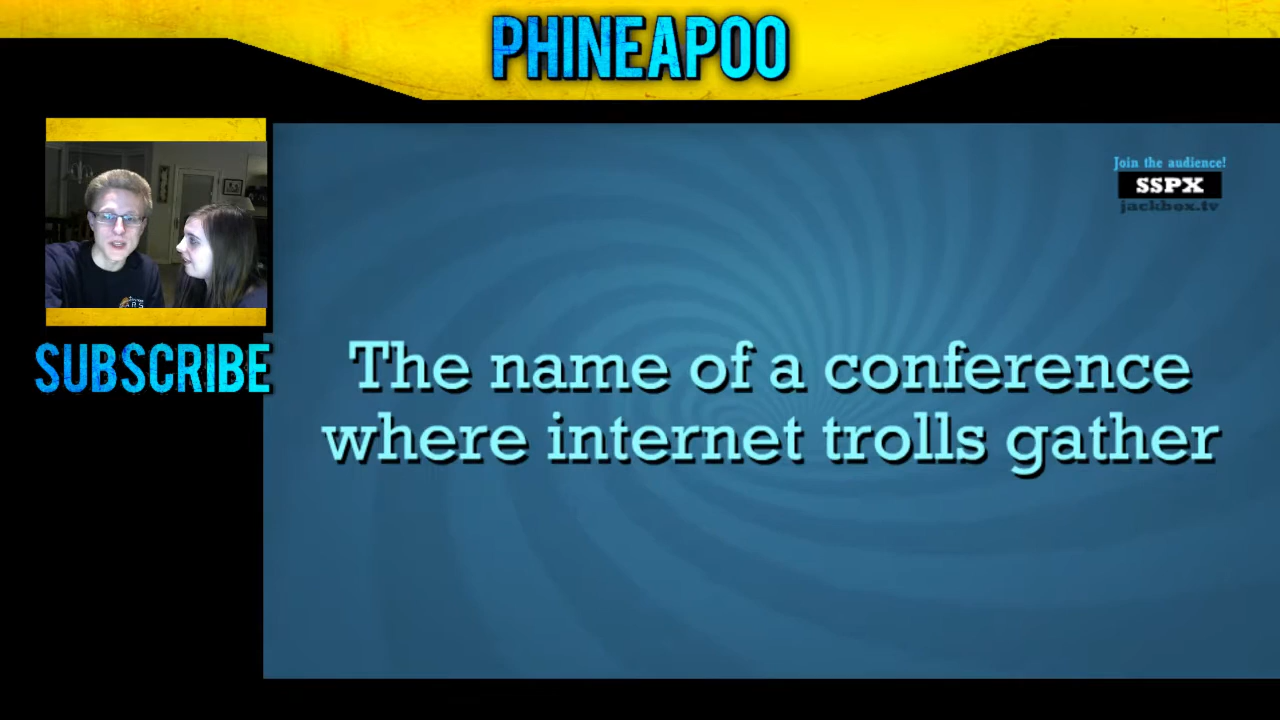 PHINEAPOO
Join the audience!
SSPX
jackbox.tv
SUBSCRIBE
The name of a conference
where internet trolls gather